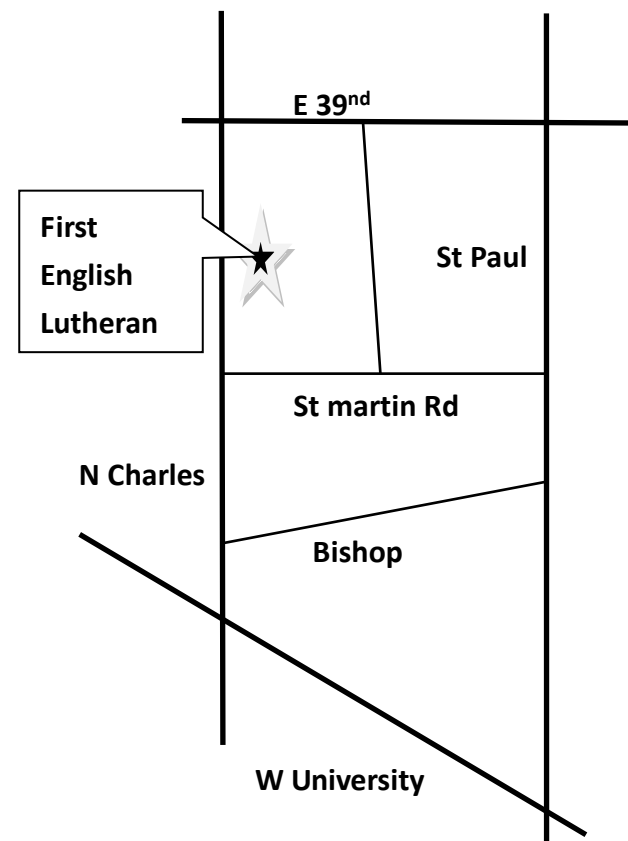 E 39nd
First
English
Lutheran
St Paul
St martin Rd
N Charles
Bishop
W University